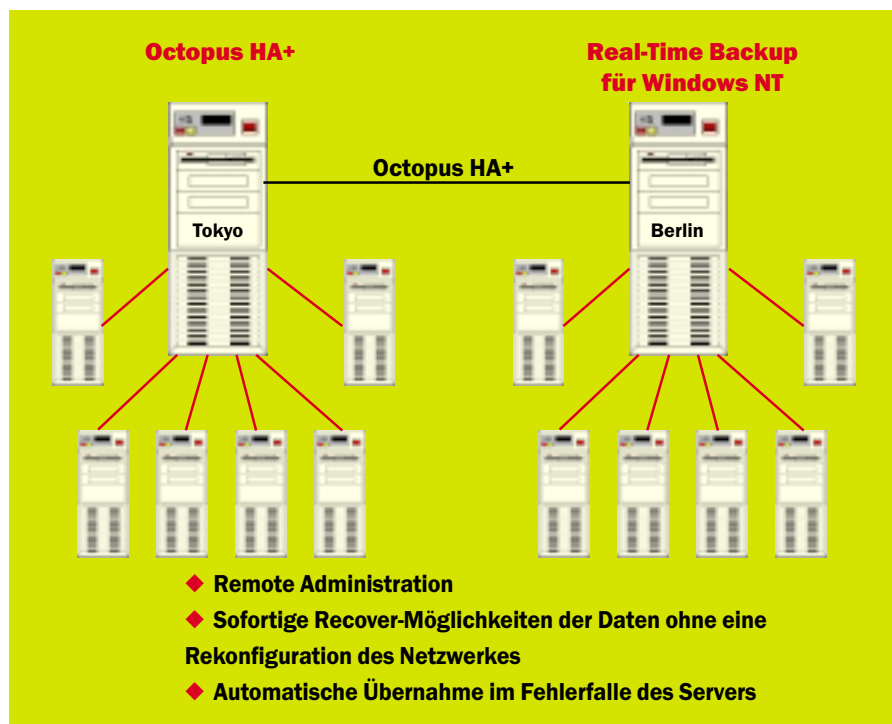 Octopus HA+
Real-Time Backup
für Windows NT
Octopus HA+
Tokyo
Berlin
◆ Remote Administration
◆ Sofortige Recover-Möglichkeiten der Daten ohne eine
Rekonfiguration des Netzwerkes
◆ Automatische Übernahme im Fehlerfalle des Servers